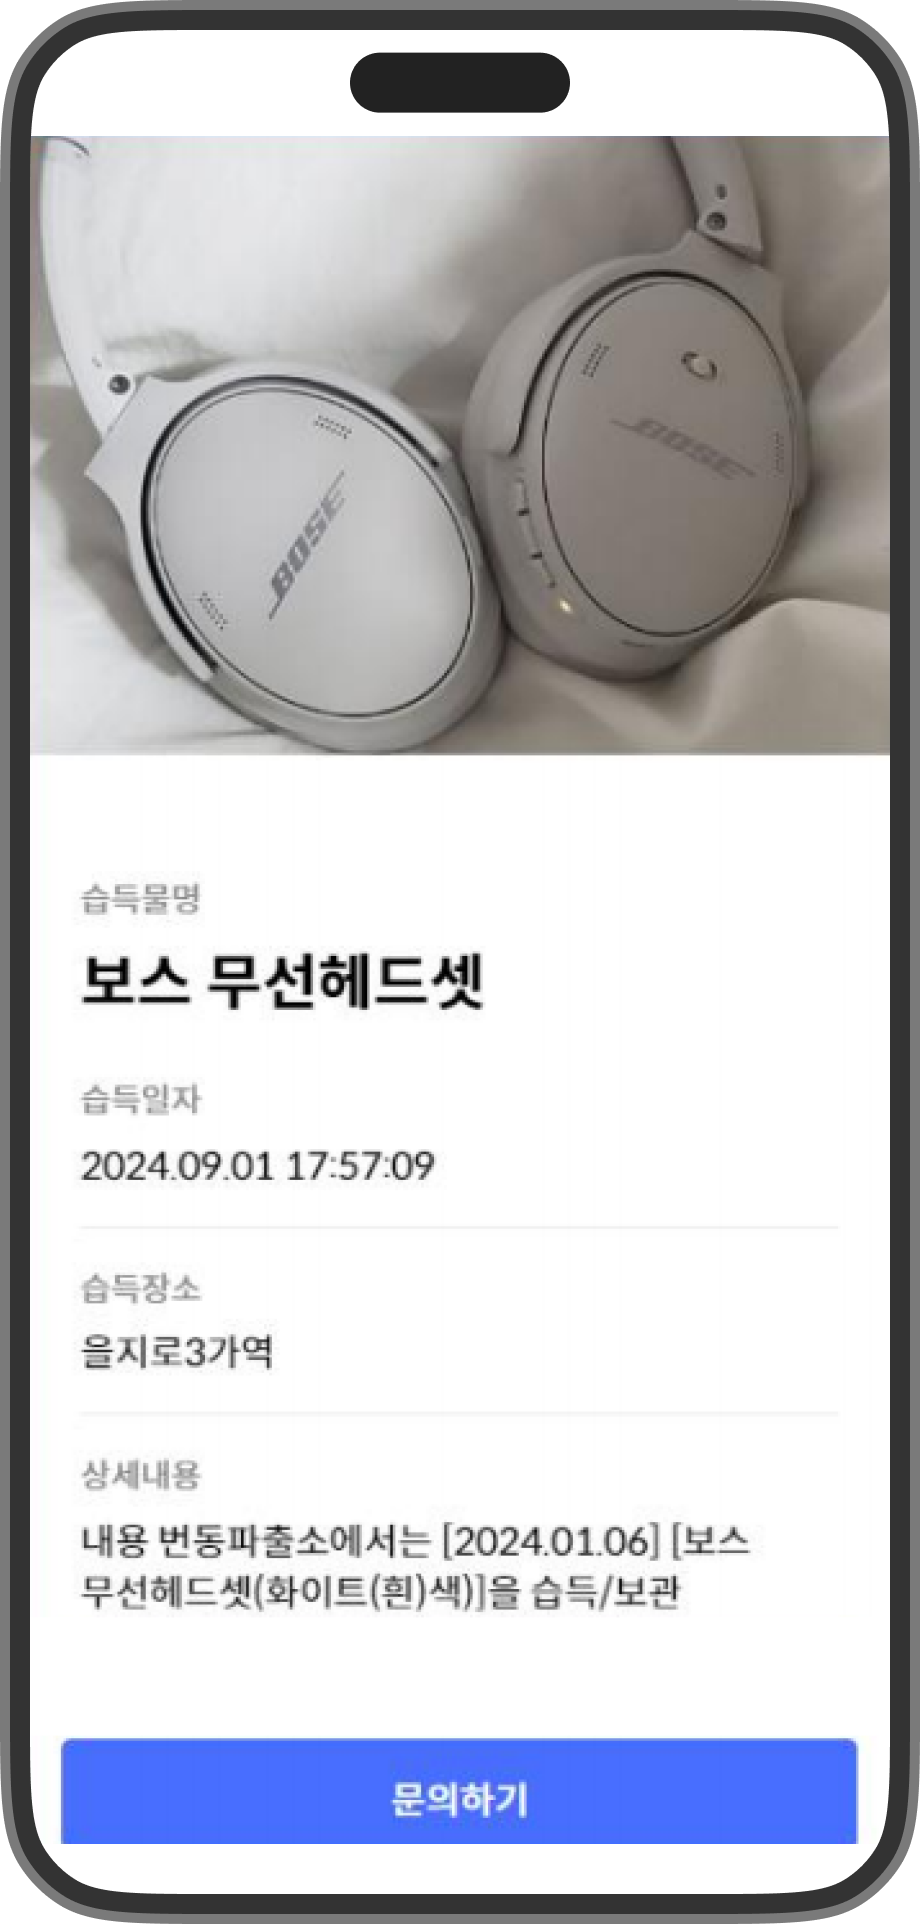 BOSE
BOSE
습득물명
보스 무선헤드셋
습득일자
2024.09.01 17:57:09
습득장소
을지로3가역
상세내용
내용 번동파출소에서는 [2024.01.06] [보스
무선헤드셋(화이트(흰)색)]을 습득/보관
문의하기